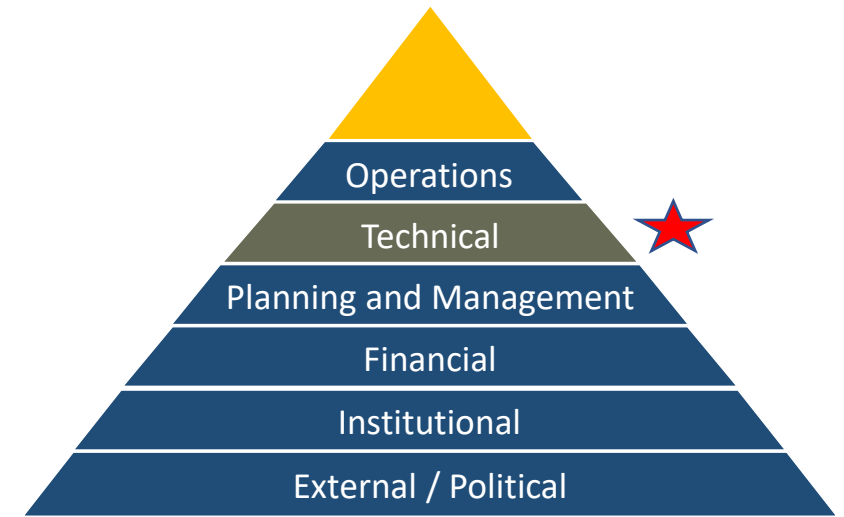 Operations
Technical
Planning and Management
Financial
Institutional
External / Political